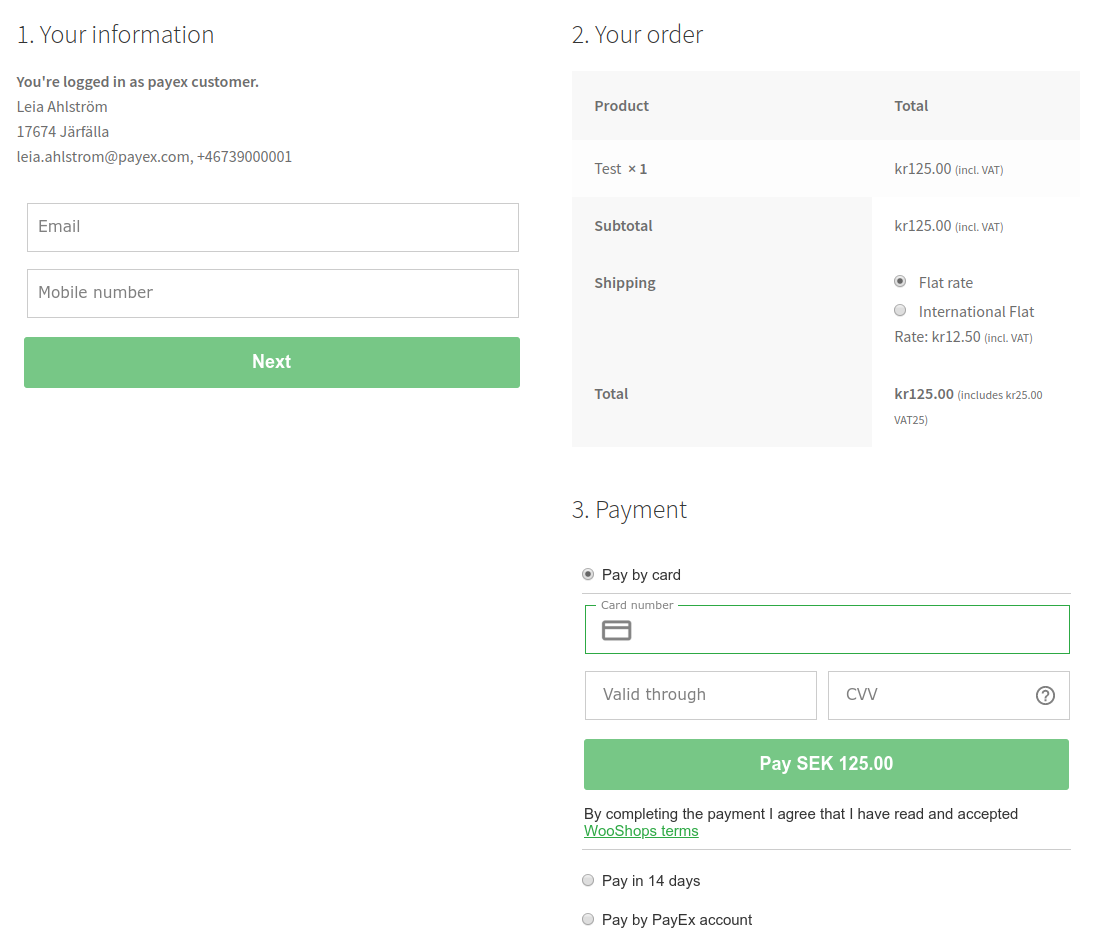 1. Your information
You're logged in as payex customer.
Leia Ahlström
17674 Järfälla
leia.ahlstrom@payex.com, +46739000001
Email
Mobile number
Next
2. Your order
Product Total
Test × 1 kr125.00 (incl. VAT)
Subtotal kr125.00 (incl. VAT)
Shipping Flat rate
International Flat
Rate: kr12.50 (incl. VAT)
Total kr125.00 (includes kr25.00
VAT25)
3. Payment
Pay by card
Card number
Valid through CVV ?
Pay SEK 125.00
By completing the payment I agree that I have read and accepted
WooShops terms
Pay in 14 days
Pay by PayEx account